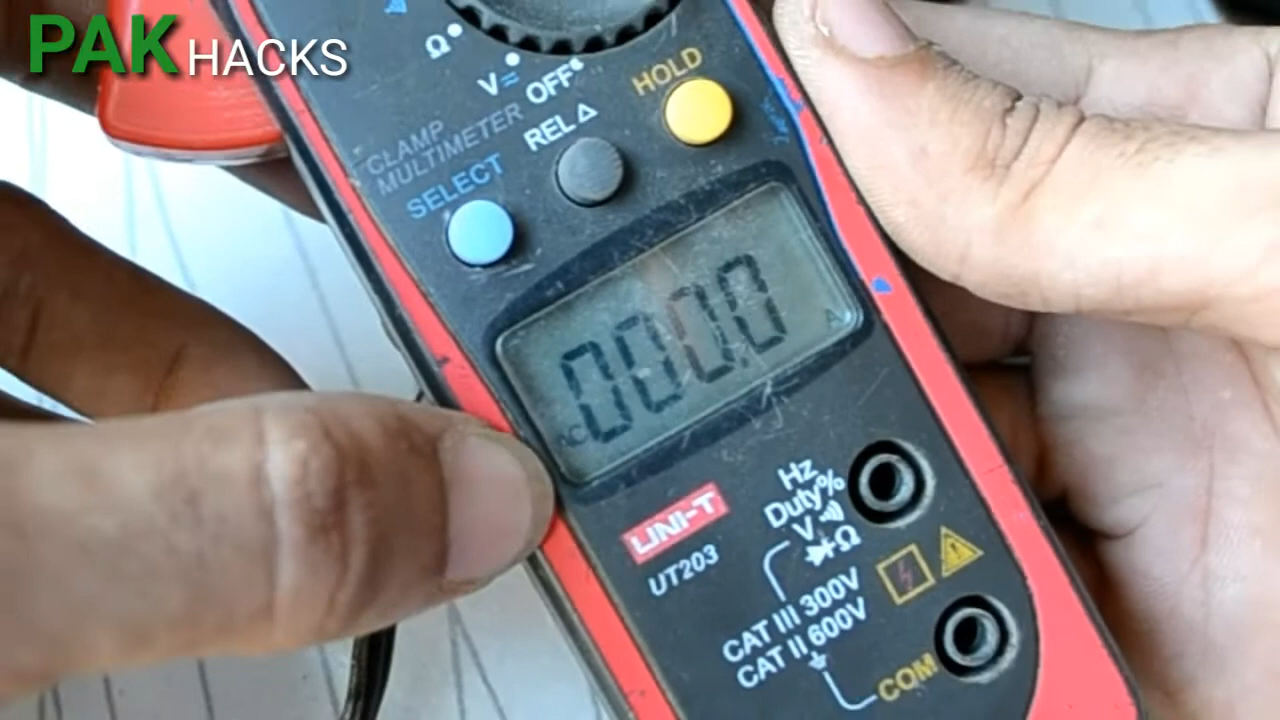 PAK HACKS
Ω
V
OFF
HOLD
REL Δ
CLAMP
MULTIMETER
SELECT
000.0
AC
A
UNI-T
UT203
Hz
Duty%
V
Ω
CAT III 300V
CAT II 600V
COM